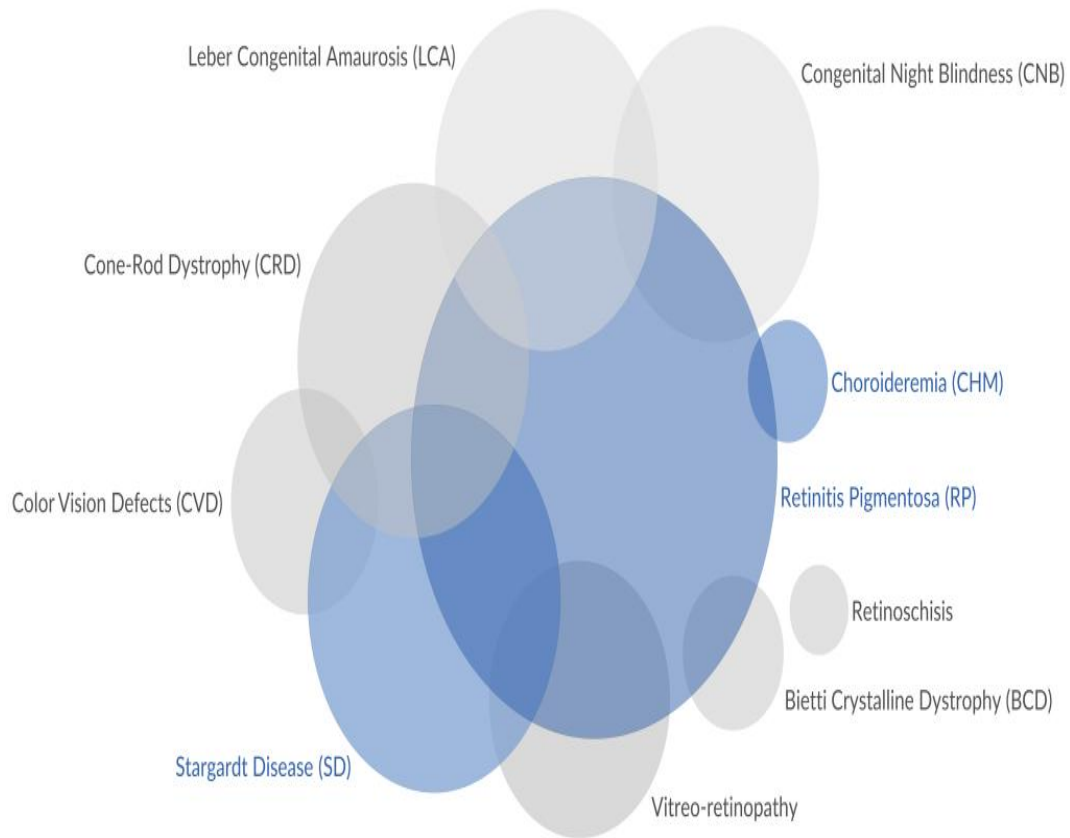 Leber Congenital Amaurosis (LCA)
Congenital Night Blindness (CNB)
Cone-Rod Dystrophy (CRD)
Choroideremia (CHM)
Color Vision Defects (CVD)
Retinitis Pigmentosa (RP)
Retinoschisis
Bietti Crystalline Dystrophy (BCD)
Stargardt Disease (SD)
Vitreo-retinopathy